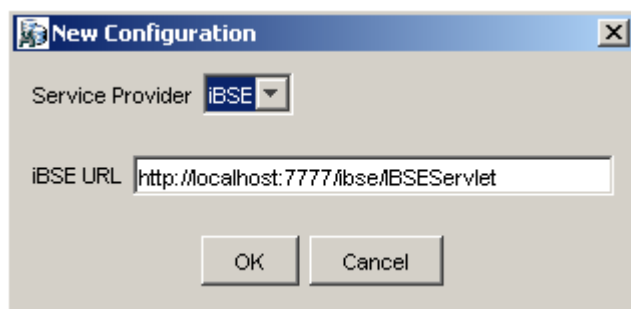 New Configuration
Service Provider iBSE
iBSE URL http://localhost:7777/ibse/IBSEServlet
OK Cancel